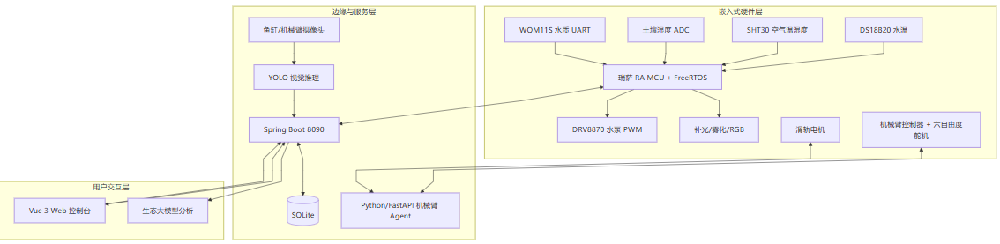 边缘与服务层
嵌入式硬件层
鱼缸/机械臂摄像头
WQM11S 水质 UART
土壤湿度 ADC
SHT30 空气温湿度
DS18B20 水温
YOLO 视觉推理
瑞萨 RA MCU + FreeRTOS
Spring Boot 8090
DRV8870 水泵 PWM
补光/雾化/RGB
滑轨电机
机械臂控制器 + 六自由度
舵机
用户交互层
Vue 3 Web 控制台
生态大模型分析
SQLite
Python/FastAPI 机械臂
Agent